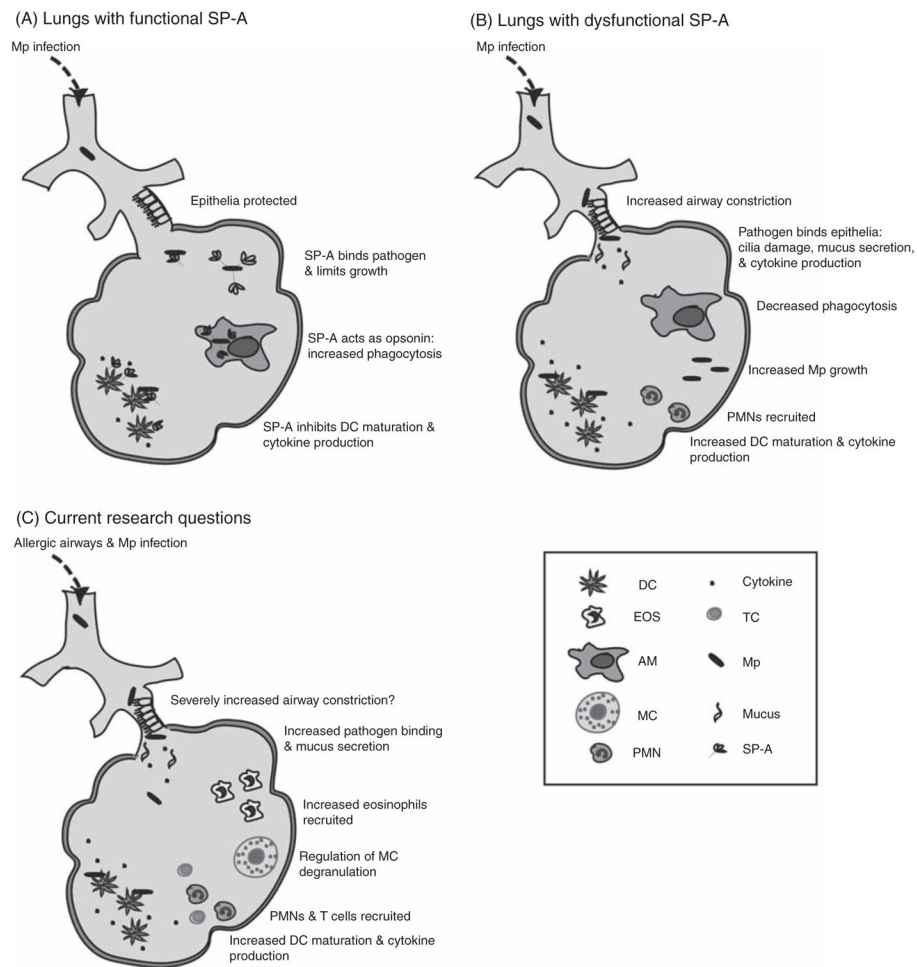 (A) Lungs with functional SP-A
Mp infection
Epithelia protected
SP-A binds pathogen
& limits growth
SP-A acts as opsonin:
increased phagocytosis
SP-A inhibits DC maturation &
cytokine production
(B) Lungs with dysfunctional SP-A
Mp infection
Increased airway constriction
Pathogen binds epithelia:
cilia damage, mucus secretion,
& cytokine production
Decreased phagocytosis
Increased Mp growth
PMNs recruited
Increased DC maturation & cytokine
production
(C) Current research questions
Allergic airways & Mp infection
Severely increased airway constriction?
Increased pathogen binding
& mucus secretion
Increased eosinophils
recruited
Regulation of MC
degranulation
PMNs & T cells recruited
Increased DC maturation & cytokine
production
DC
Cytokine
EOS
TC
AM
Mp
MC
Mucus
PMN
SP-A